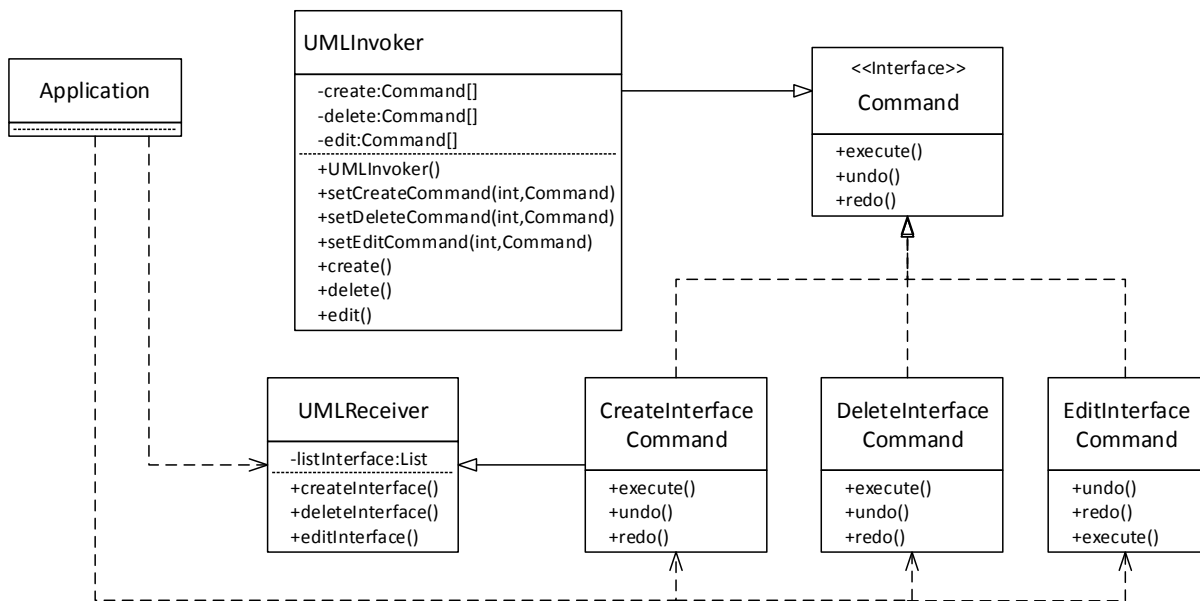 Application
UMLInvoker
-create:Command[]
-delete:Command[]
-edit:Command[]
+UMLInvoker()
+setCreateCommand(int,Command)
+setDeleteCommand(int,Command)
+setEditCommand(int,Command)
+create()
+delete()
+edit()
<<Interface>>
Command
+execute()
+undo()
+redo()
UMLReceiver
-listInterface:List
+createInterface()
+deleteInterface()
+editInterface()
CreateInterface
Command
+execute()
+undo()
+redo()
DeleteInterface
Command
+execute()
+undo()
+redo()
EditInterface
Command
+undo()
+redo()
+execute()